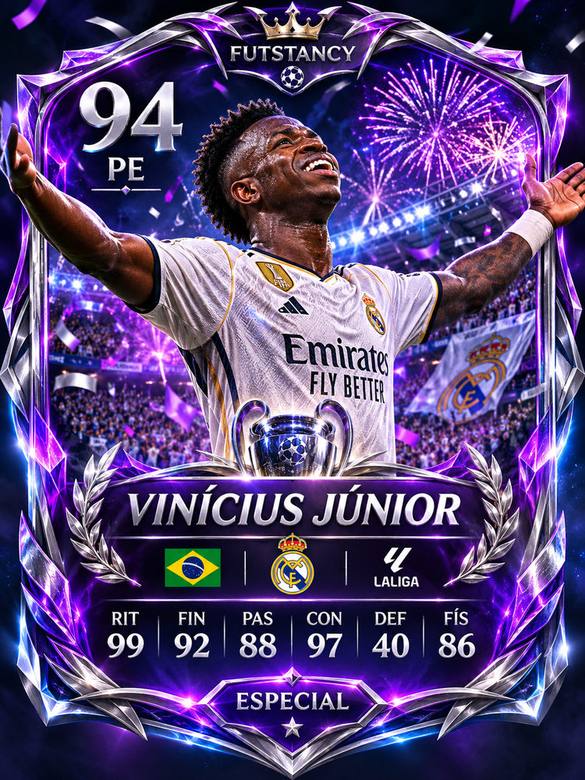 FUTSTANCY
94
PE
FIFA
Emirates
FLY BETTER
VINÍCIUS JÚNIOR
LALIGA
RIT FIN PAS CON DEF FÍS
99 92 88 97 40 86
ESPECIAL